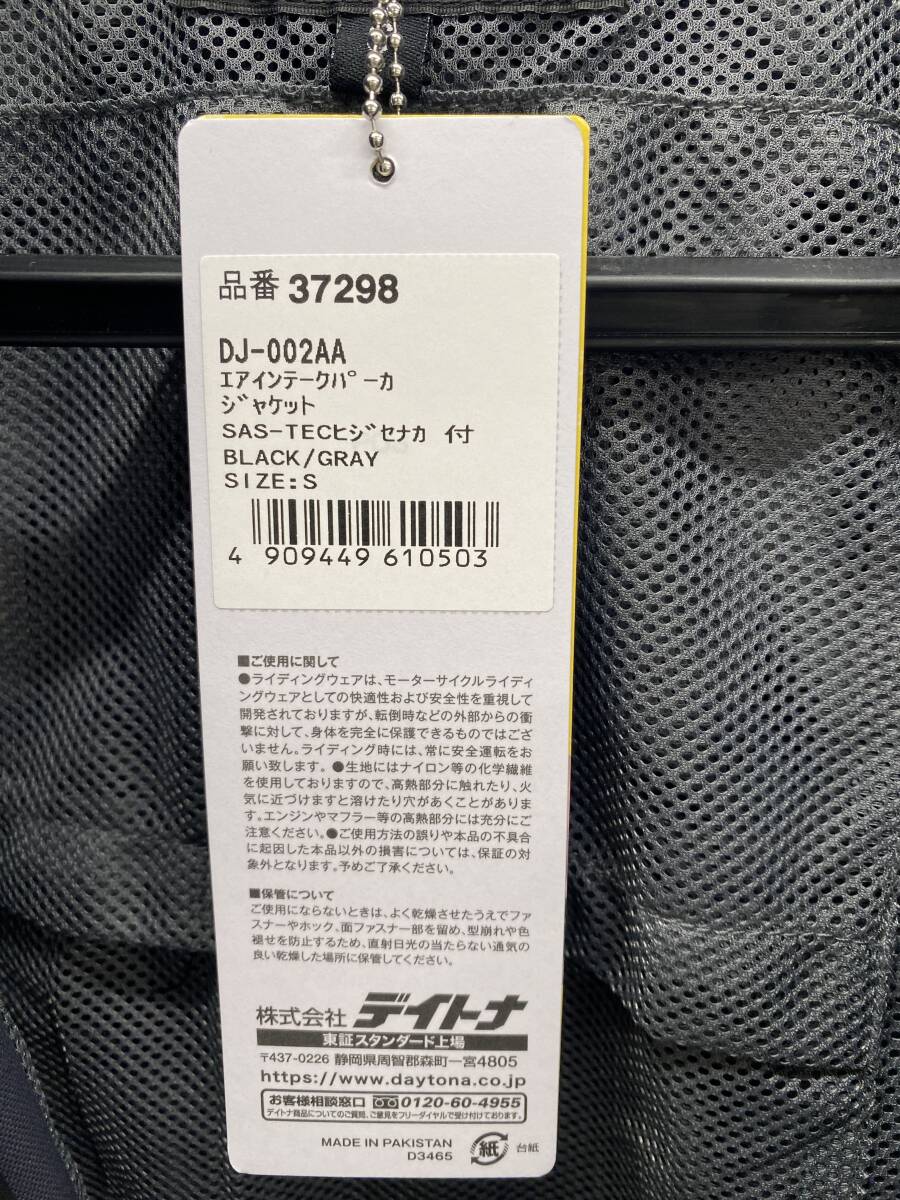 品番 37298
DJ-002AA
ｴｱｲﾝﾃｰｸﾊﾟｰｶ
ｼﾞｬｹｯﾄ
SAS-TECﾋｼﾞｾﾅｶ 付
BLACK/GRAY
SIZE:S
4 909449 610503
■ご使用に関して
●ライディングウェアは、モーターサイクルライディ
ングウェアとしての快適性および安全性を重視して
開発されておりますが、転倒時などの外部からの衝
撃に対して、身体を完全に保護できるものではござ
いません。ライディング時には、常に安全運転をお
願い致します。●生地にはナイロン等の化学繊維
を使用しておりますので、高熱部分に触れたり、火
気に近づけますと溶けたり穴があくことがありま
す。エンジンやマフラー等の高熱部分には充分にご
注意ください。●ご使用方法の誤りや本品の不具合
に起因した本品以外の損害については、保証の対
象外となります。予めご了承ください。
■保管について
ご使用にならないときは、よく乾燥させたうえでファ
スナーやホック、面ファスナー部を留め、型崩れや色
褪せを防止するため、直射日光の当たらない通気の
良い乾燥した場所に保管してください。
株式会社 デイトナ
東証スタンダード上場
〒437-0226 静岡県周智郡森町一宮4805
https://www.daytona.co.jp
お客様相談窓口 0120-60-4955
デイトナ商品についてのご質問、ご意見をフリーダイヤルで受け付けております。
MADE IN PAKISTAN
D3465
紙 台紙